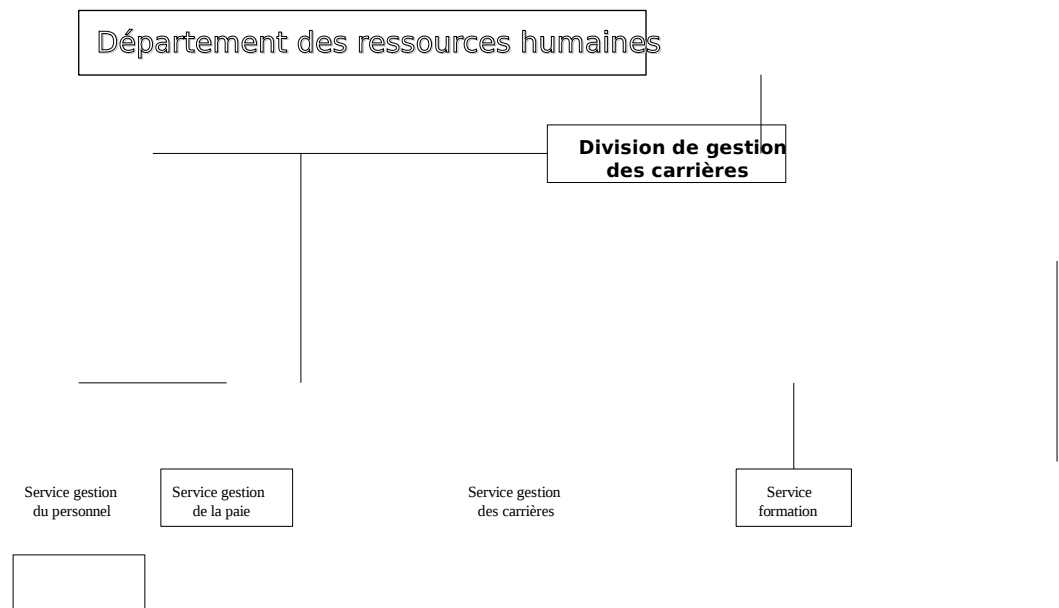 Département des ressources humaines
Division de gestion
des carrières
Service gestion
du personnel
Service gestion
de la paie
Service gestion
des carrières
Service
formation